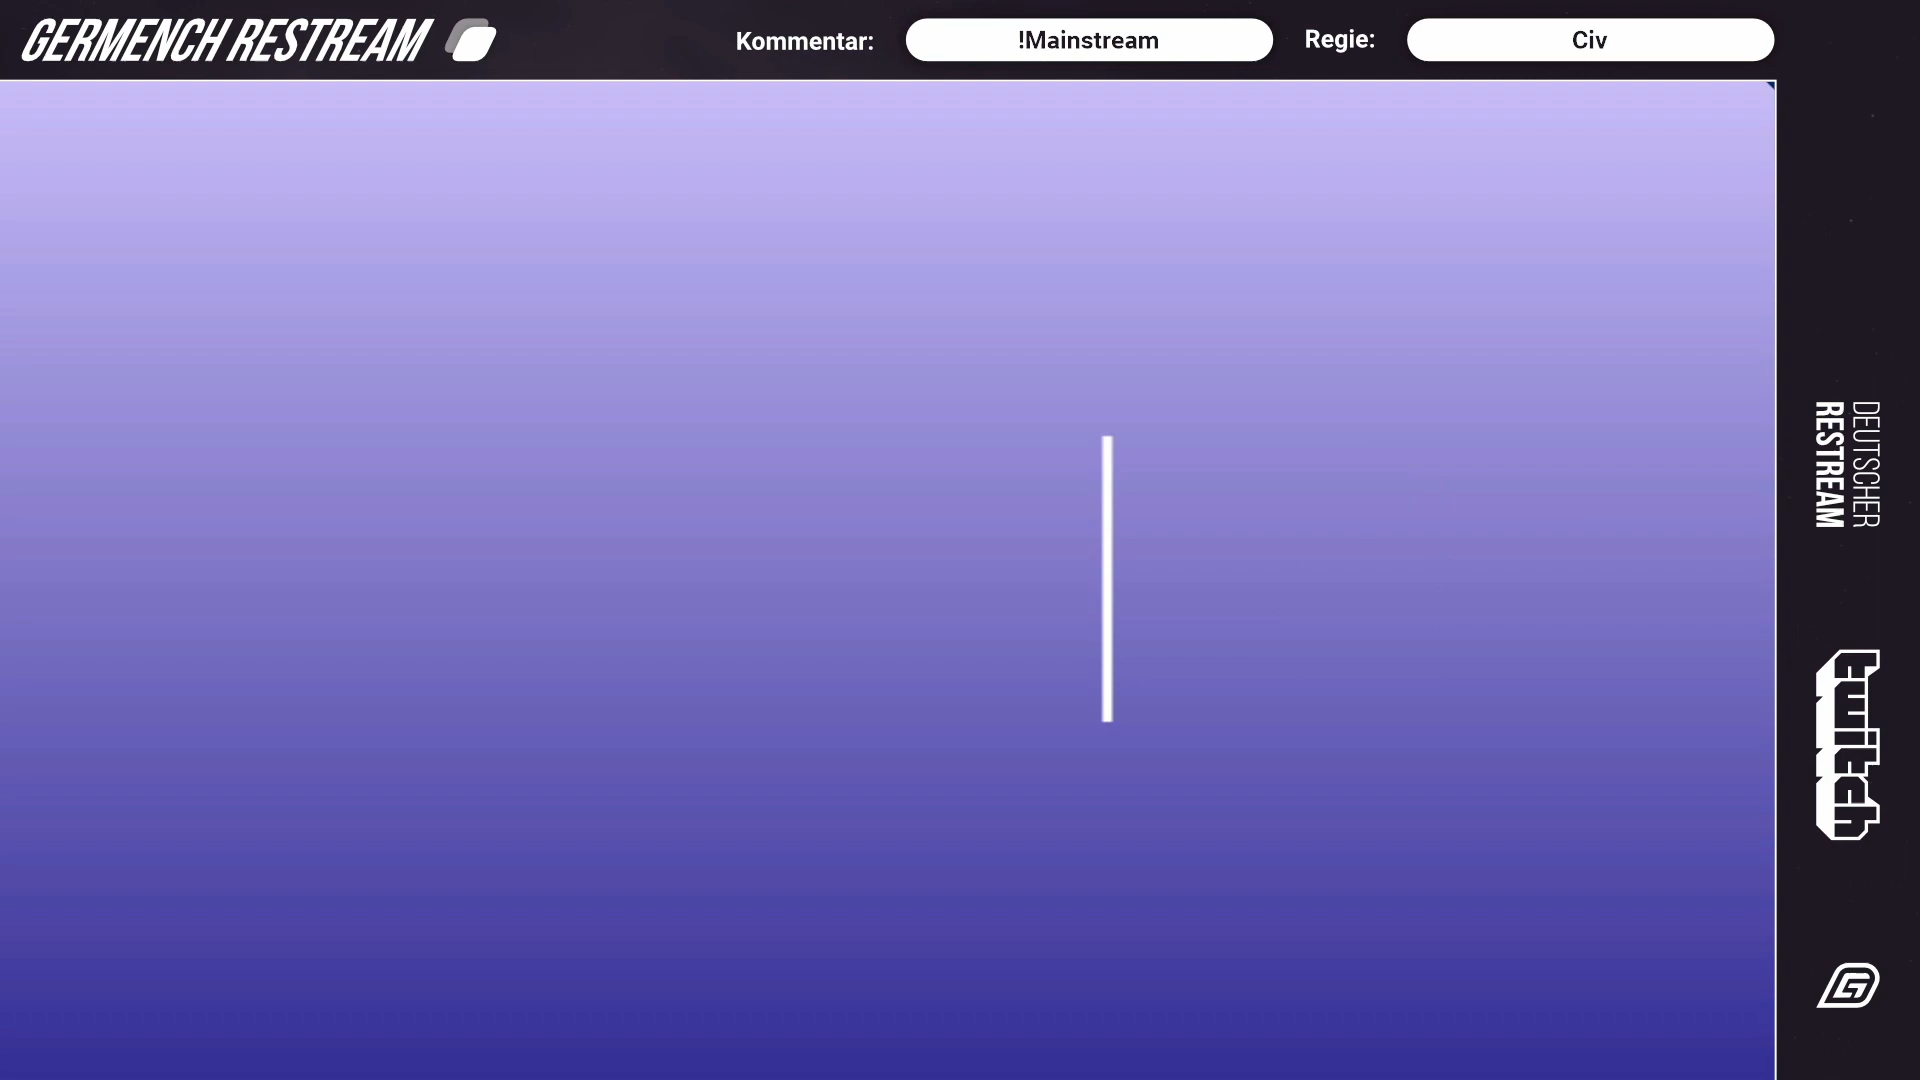 GERMENCH RESTREAM
Kommentar:
!Mainstream
Regie:
Civ
DEUTSCHER
RESTREAM
twitch
G